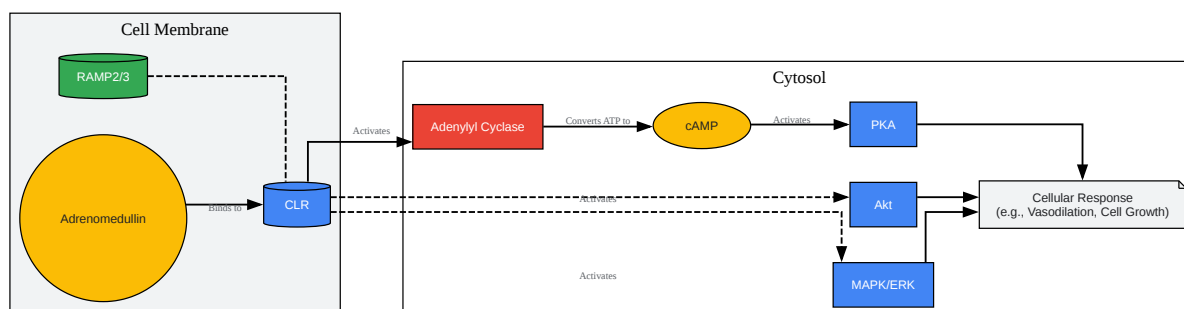 Cell Membrane
RAMP2/3
Adrenomedullin
Binds to
CLR
Activates
Cytosol
Adenylyl Cyclase
Converts ATP to
cAMP
Activates
PKA
Activates
Akt
Activates
MAPK/ERK
Cellular Response
(e.g., Vasodilation, Cell Growth)